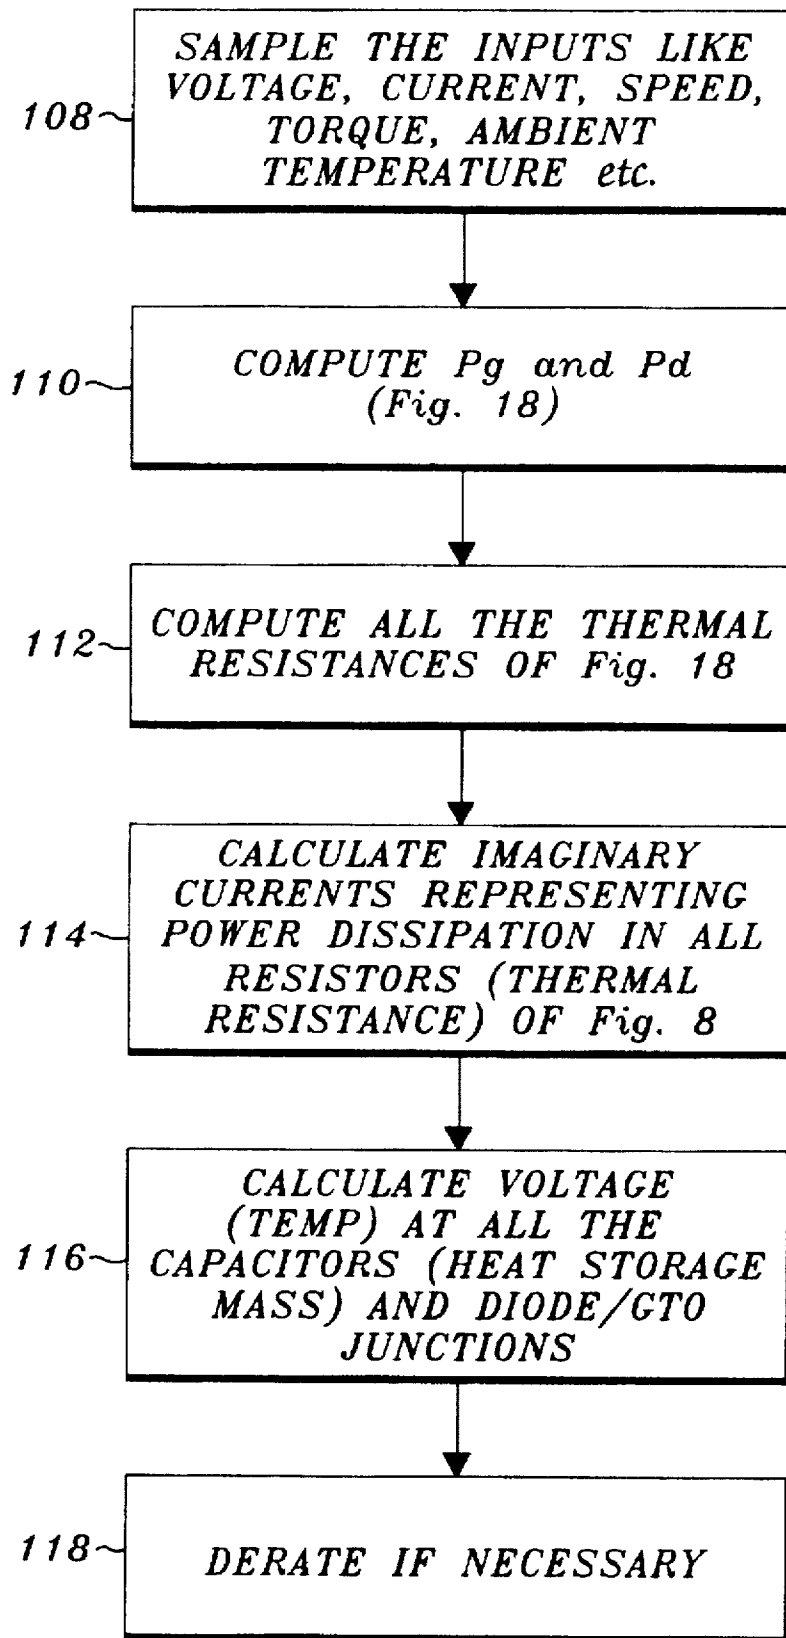 SAMPLE THE INPUTS LIKE
VOLTAGE, CURRENT, SPEED,
TORQUE, AMBIENT
TEMPERATURE etc.
108
COMPUTE Pg and Pd
(Fig. 18)
110
COMPUTE ALL THE THERMAL
RESISTANCES OF Fig. 18
112
CALCULATE IMAGINARY
CURRENTS REPRESENTING
POWER DISSIPATION IN ALL
RESISTORS (THERMAL
RESISTANCE) OF Fig. 8
114
CALCULATE VOLTAGE
(TEMP) AT ALL THE
CAPACITORS (HEAT STORAGE
MASS) AND DIODE/GTO
JUNCTIONS
116
DERATE IF NECESSARY
118